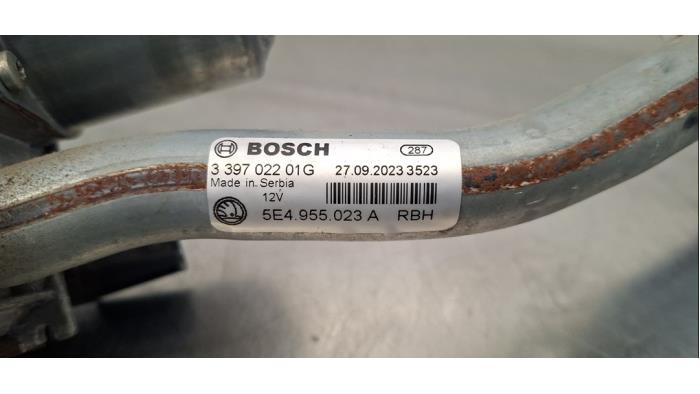 BOSCH 287
3 397 022 01G 27.09.2023 3523
Made in Serbia
12V
5E4.955.023 A RBH